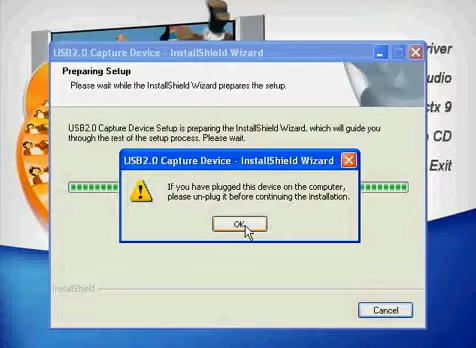 USB2.0 Capture Device - InstallShield Wizard
river
Preparing Setup
Please wait while the InstallShield Wizard prepares the setup.
udio
ctx 9
USB2.0 Capture Device Setup is preparing the InstallShield Wizard, which will guide you
through the rest of the setup process. Please wait.
CD
USB2.0 Capture Device - InstallShield Wizard
Exit
If you have plugged this device on the computer,
please un-plug it before continuing the installation.
OK
InstallShield
Cancel